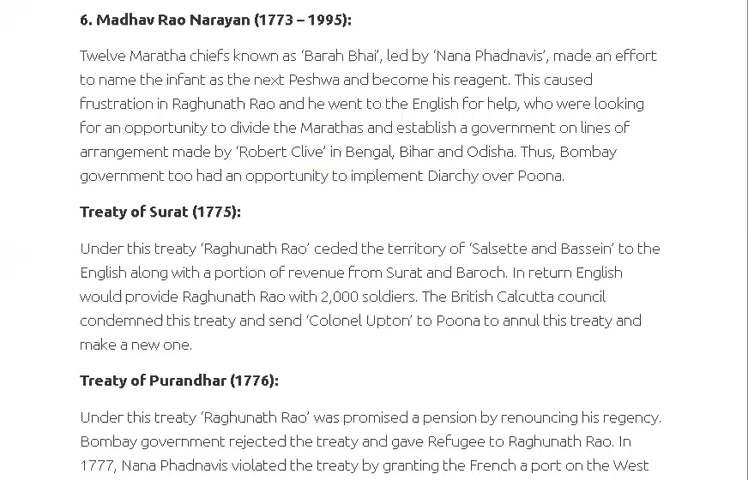 6. Madhav Rao Narayan (1773 – 1995):
Twelve Maratha chiefs known as 'Barah Bhai', led by 'Nana Phadnavis', made an effort
to name the infant as the next Peshwa and become his reagent. This caused
frustration in Raghunath Rao and he went to the English for help, who were looking
for an opportunity to divide the Marathas and establish a government on lines of
arrangement made by 'Robert Clive' in Bengal, Bihar and Odisha. Thus, Bombay
government too had an opportunity to implement Diarchy over Poona.
Treaty of Surat (1775):
Under this treaty 'Raghunath Rao' ceded the territory of 'Salsette and Bassein' to the
English along with a portion of revenue from Surat and Baroch. In return English
would provide Raghunath Rao with 2,000 soldiers. The British Calcutta council
condemned this treaty and send 'Colonel Upton' to Poona to annul this treaty and
make a new one.
Treaty of Purandhar (1776):
Under this treaty 'Raghunath Rao' was promised a pension by renouncing his regency.
Bombay government rejected the treaty and gave Refugee to Raghunath Rao. In
1777, Nana Phadnavis violated the treaty by granting the French a port on the West